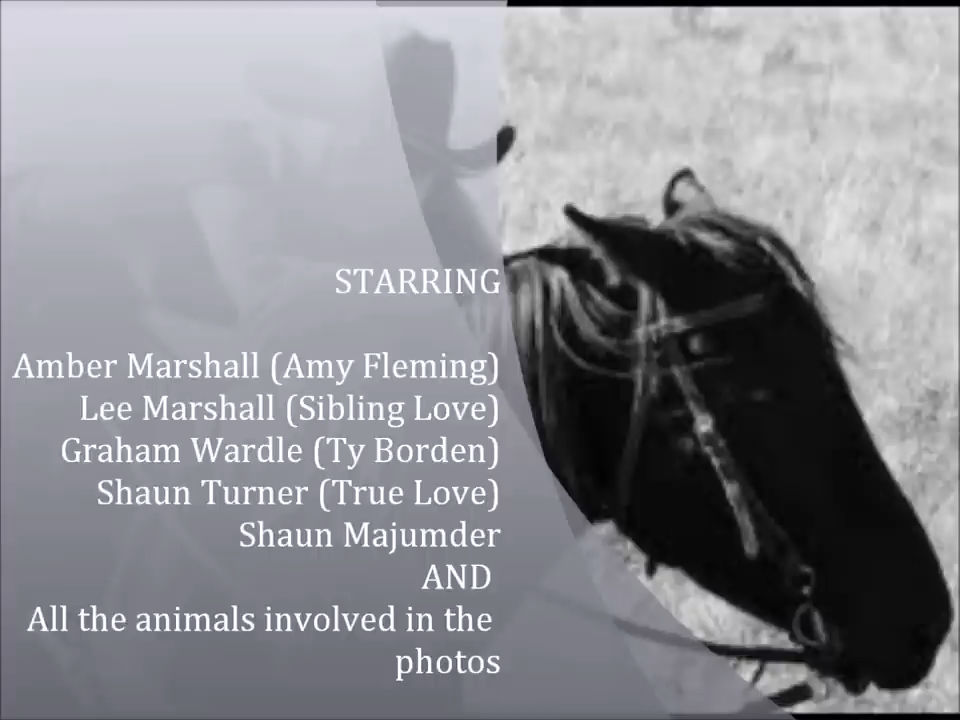 STARRING
Amber Marshall (Amy Fleming)
Lee Marshall (Sibling Love)
Graham Wardle (Ty Borden)
Shaun Turner (True Love)
Shaun Majumder
AND
All the animals involved in the
photos